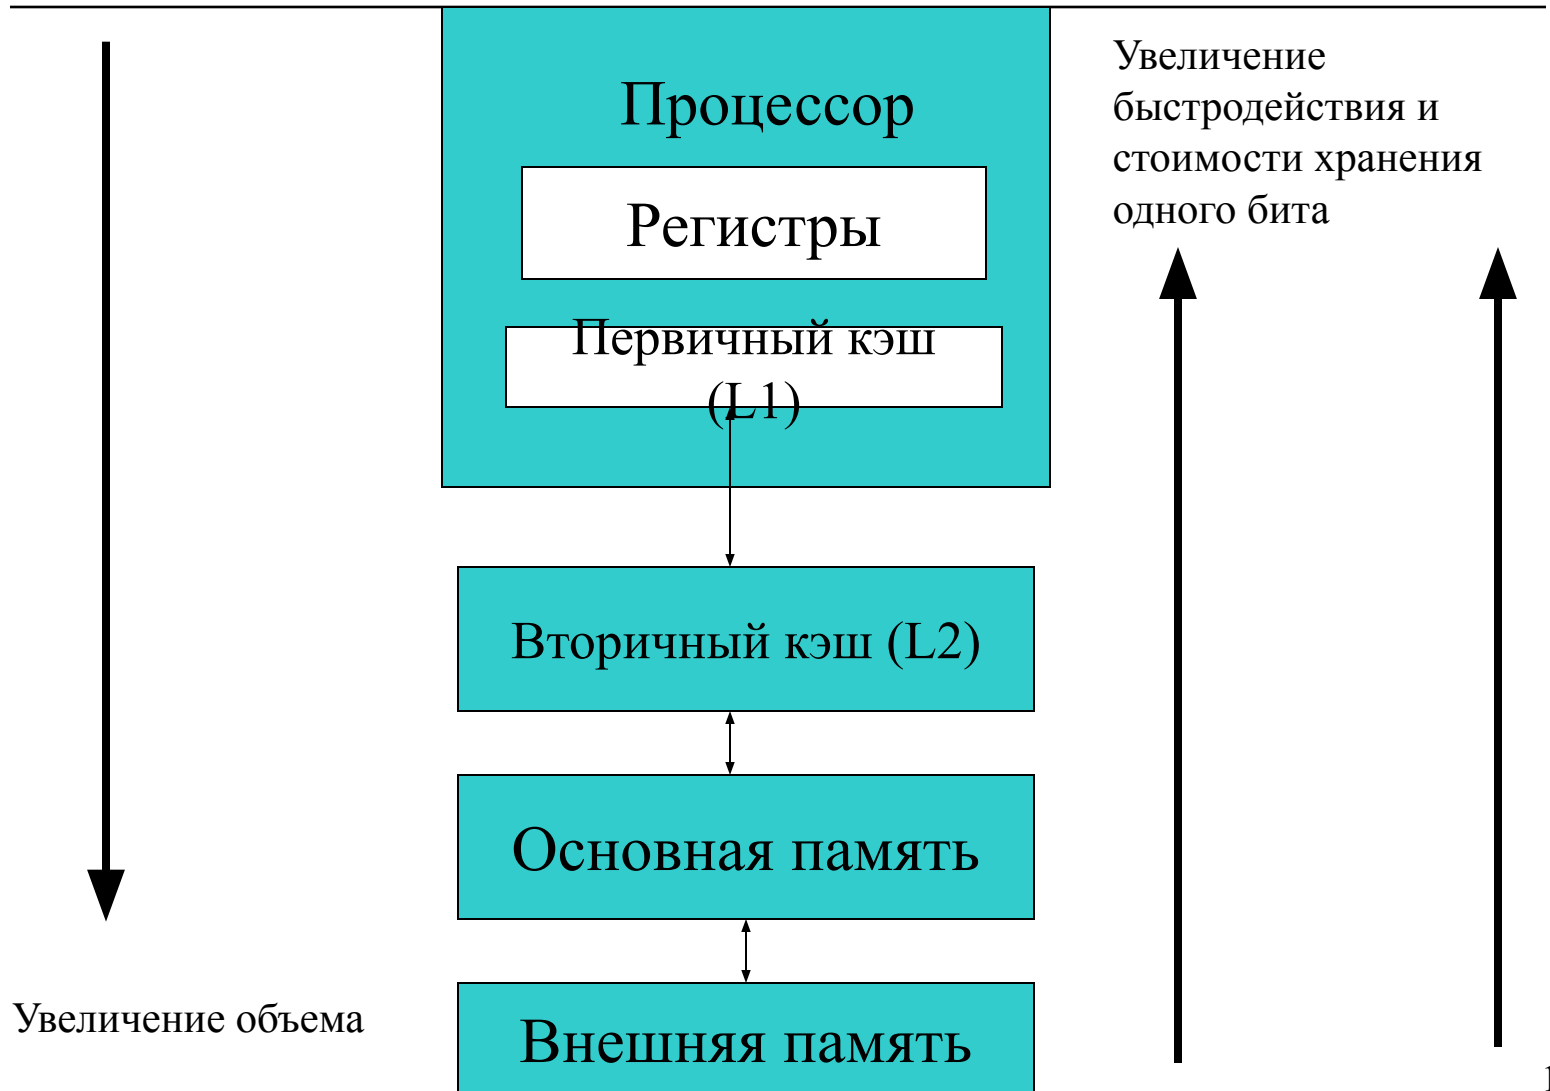 Процессор
Регистры
Первичный кэш
(L1)
Вторичный кэш (L2)
Основная память
Внешняя память
Увеличение объема
Увеличение
быстродействия и
стоимости хранения
одного бита
1